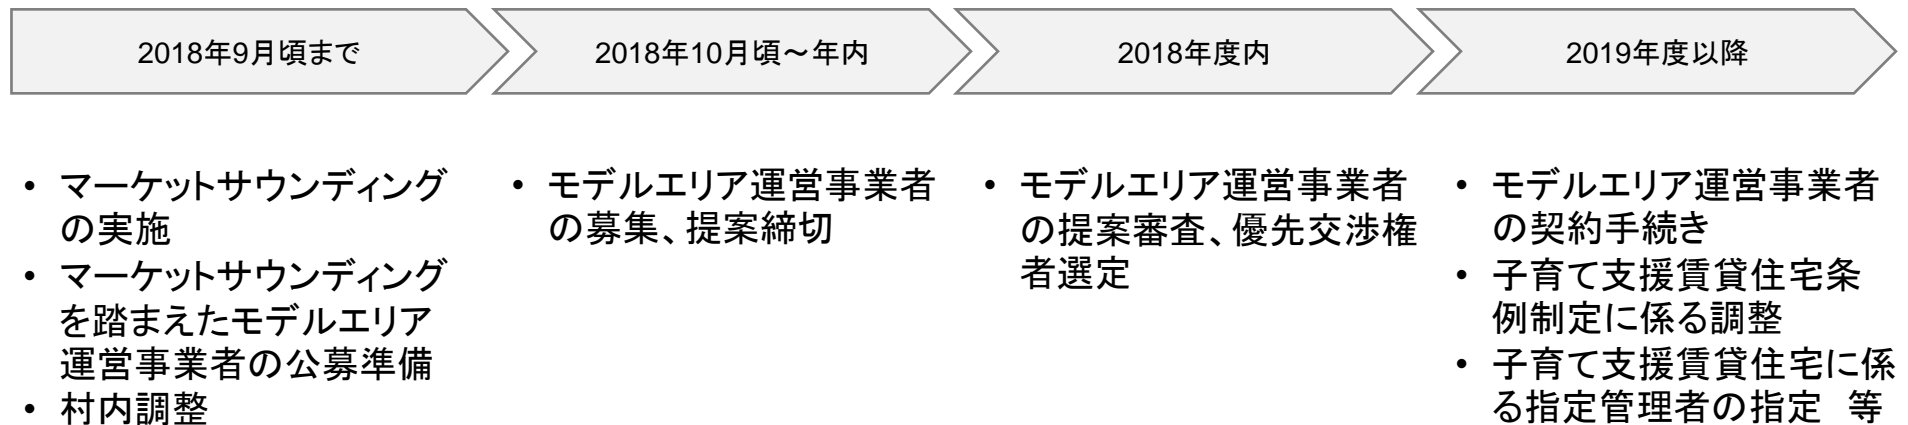 2018年9月頃まで
2018年10月頃～年内
2018年度内
2019年度以降
• マーケットサウンディング
の実施
• マーケットサウンディング
を踏まえたモデルエリア
運営事業者の公募準備
• 村内調整
• モデルエリア運営事業者
の募集、提案締切
• モデルエリア運営事業者
の提案審査、優先交渉権
者選定
• モデルエリア運営事業者
の契約手続き
• 子育て支援賃貸住宅条
例制定に係る調整
• 子育て支援賃貸住宅に係
る指定管理者の指定　等